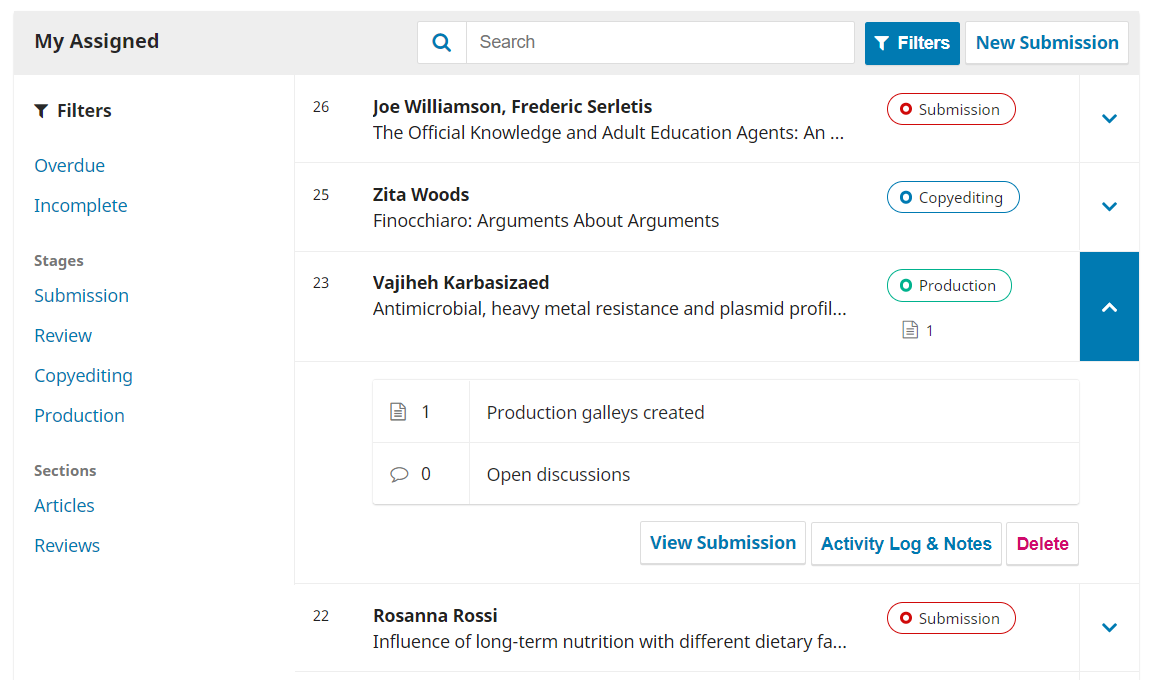 My Assigned
Search
Filters
New Submission
Filters
Overdue
Incomplete
Stages
Submission
Review
Copyediting
Production
Sections
Articles
Reviews
26 Joe Williamson, Frederic Serletis Submission
The Official Knowledge and Adult Education Agents: An ...
25 Zita Woods Copyediting
Finocchiaro: Arguments About Arguments
23 Vajiheh Karbasizaed Production
Antimicrobial, heavy metal resistance and plasmid profil...
1
1 Production galleys created
0 Open discussions
View Submission
Activity Log & Notes
Delete
22 Rosanna Rossi Submission
Influence of long-term nutrition with different dietary fa...